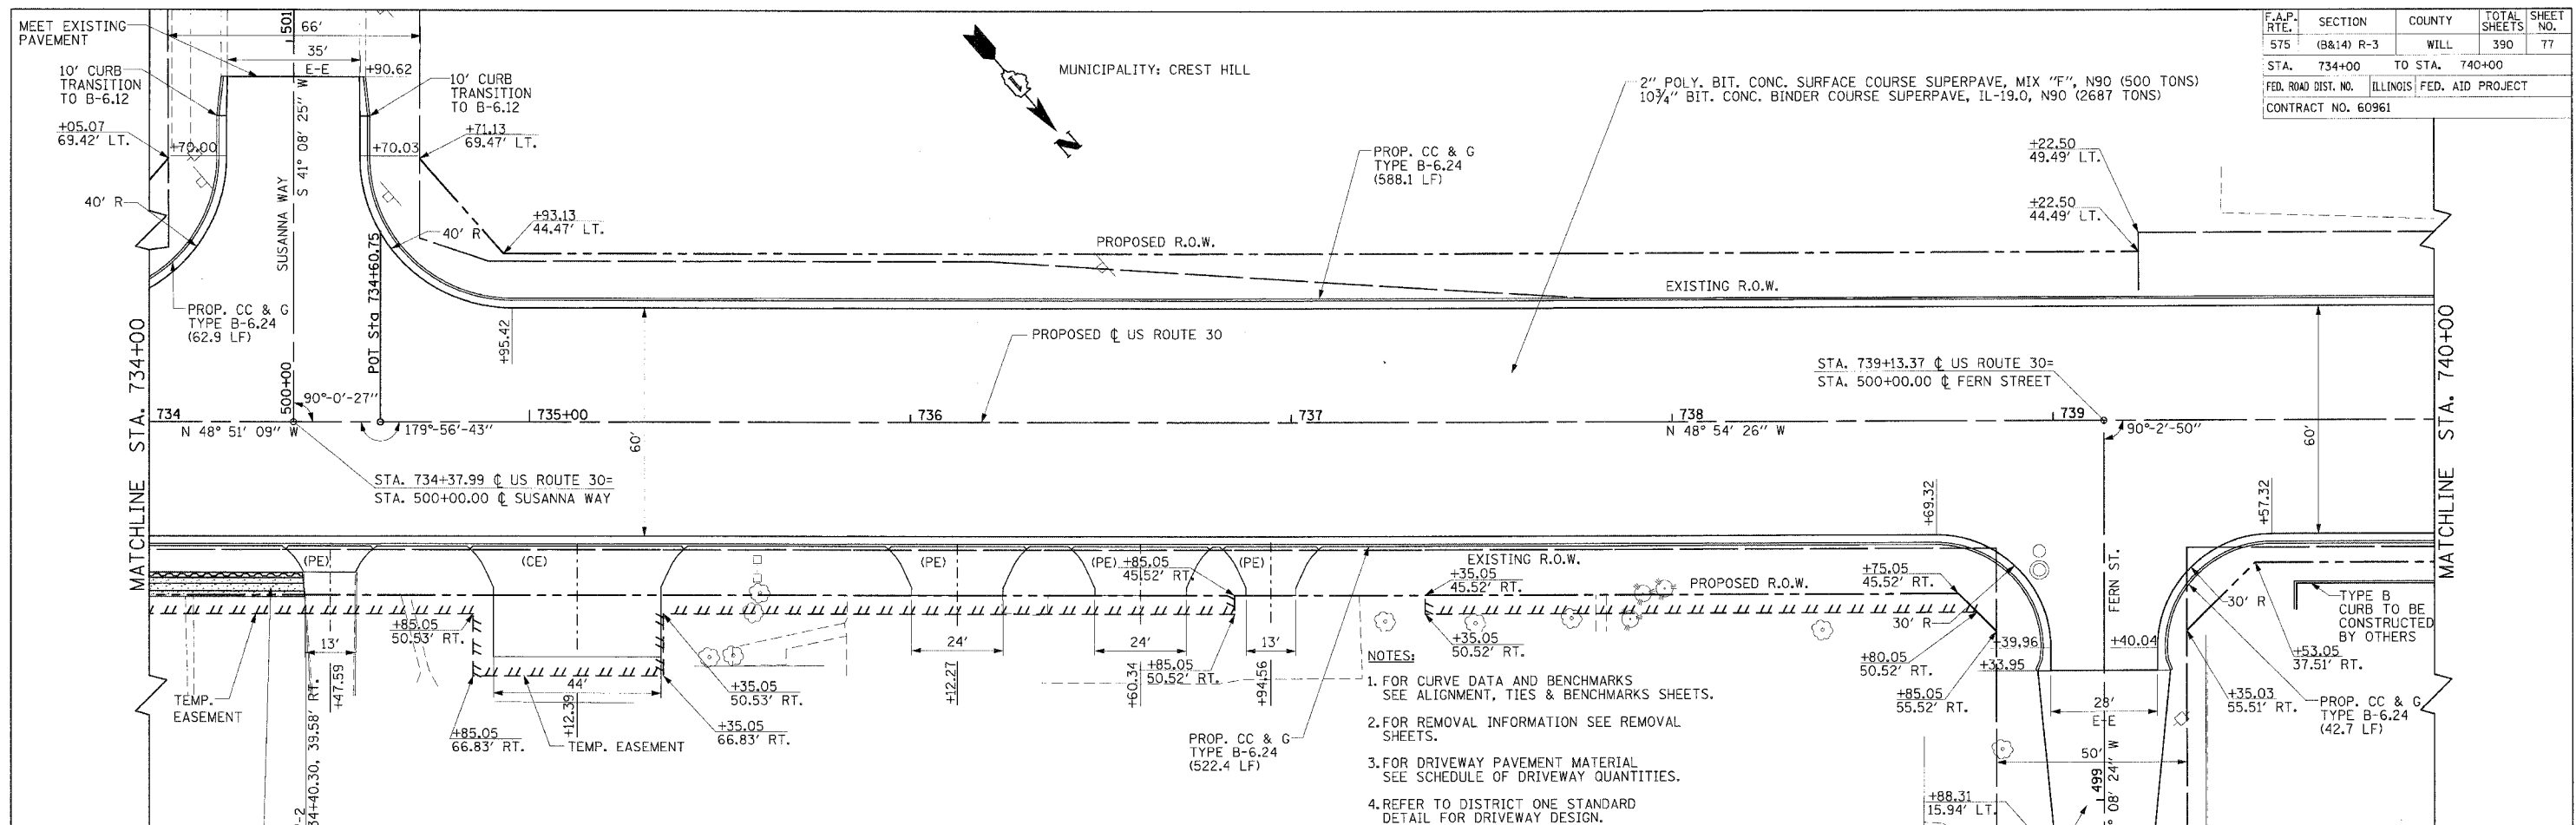 MEET EXISTING
PAVEMENT
501
66'
35'
E-E
+90.62
10' CURB
TRANSITION
TO B-6.12
10' CURB
TRANSITION
TO B-6.12
+05.07
69.42' LT.
+70.00
+70.03
+71.13
69.47' LT.
SUSANNA WAY
S 41° 08' 25" W
40' R
40' R
+93.13
44.47' LT.
PROP. CC & G
TYPE B-6.24
(62.9 LF)
POT Sta 734+60.75
+95.42
MUNICIPALITY: CREST HILL
N
2" POLY. BIT. CONC. SURFACE COURSE SUPERPAVE, MIX "F", N90 (500 TONS)
10¾" BIT. CONC. BINDER COURSE SUPERPAVE, IL-19.0, N90 (2687 TONS)
PROP. CC & G
TYPE B-6.24
(588.1 LF)
+22.50
49.49' LT.
+22.50
44.49' LT.
PROPOSED R.O.W.
EXISTING R.O.W.
F.A.P. RTE.
SECTION
COUNTY
TOTAL SHEETS
SHEET NO.
575
(B&14) R-3
WILL
390
77
STA. 734+00 TO STA. 740+00
FED. ROAD DIST. NO.
ILLINOIS
FED. AID PROJECT
CONTRACT NO. 60961
MATCHLINE STA. 734+00
MATCHLINE STA. 740+00
PROPOSED ℄ US ROUTE 30
STA. 739+13.37 ℄ US ROUTE 30=
STA. 500+00.00 ℄ FERN STREET
500+00
90°-0'-27"
734
735+00
736
737
738
739
N 48° 51' 09" W
179°-56'-43"
N 48° 54' 26" W
90°-2'-50"
60'
60'
STA. 734+37.99 ℄ US ROUTE 30=
STA. 500+00.00 ℄ SUSANNA WAY
+69.32
+57.32
(PE)
(CE)
(PE)
(PE)
+85.05
45.52' RT.
(PE)
EXISTING R.O.W.
+35.05
45.52' RT.
PROPOSED R.O.W.
+75.05
45.52' RT.
FERN ST.
30' R
TYPE B
CURB TO BE
CONSTRUCTED
BY OTHERS
+85.05
50.53' RT.
13'
24'
24'
13'
+35.05
50.52' RT.
30' R
+39.96
+40.04
+33.95
+53.05
37.51' RT.
+80.05
50.52' RT.
+85.05
50.52' RT.
+47.59
44'
+12.39
+35.05
50.53' RT.
+12.27
+60.34
+94.56
TEMP.
EASEMENT
+85.05
66.83' RT.
TEMP. EASEMENT
+35.05
66.83' RT.
+85.05
55.52' RT.
28'
E-E
+35.03
55.51' RT.
PROP. CC & G
TYPE B-6.24
(42.7 LF)
PROP. CC & G
TYPE B-6.24
(522.4 LF)
NOTES:
1. FOR CURVE DATA AND BENCHMARKS
SEE ALIGNMENT, TIES & BENCHMARKS SHEETS.
2. FOR REMOVAL INFORMATION SEE REMOVAL
SHEETS.
3. FOR DRIVEWAY PAVEMENT MATERIAL
SEE SCHEDULE OF DRIVEWAY QUANTITIES.
4. REFER TO DISTRICT ONE STANDARD
DETAIL FOR DRIVEWAY DESIGN.
50'
499
° 08' 24" W
+88.31
15.94' LT.
34+40.30, 39.58' RT.
-2